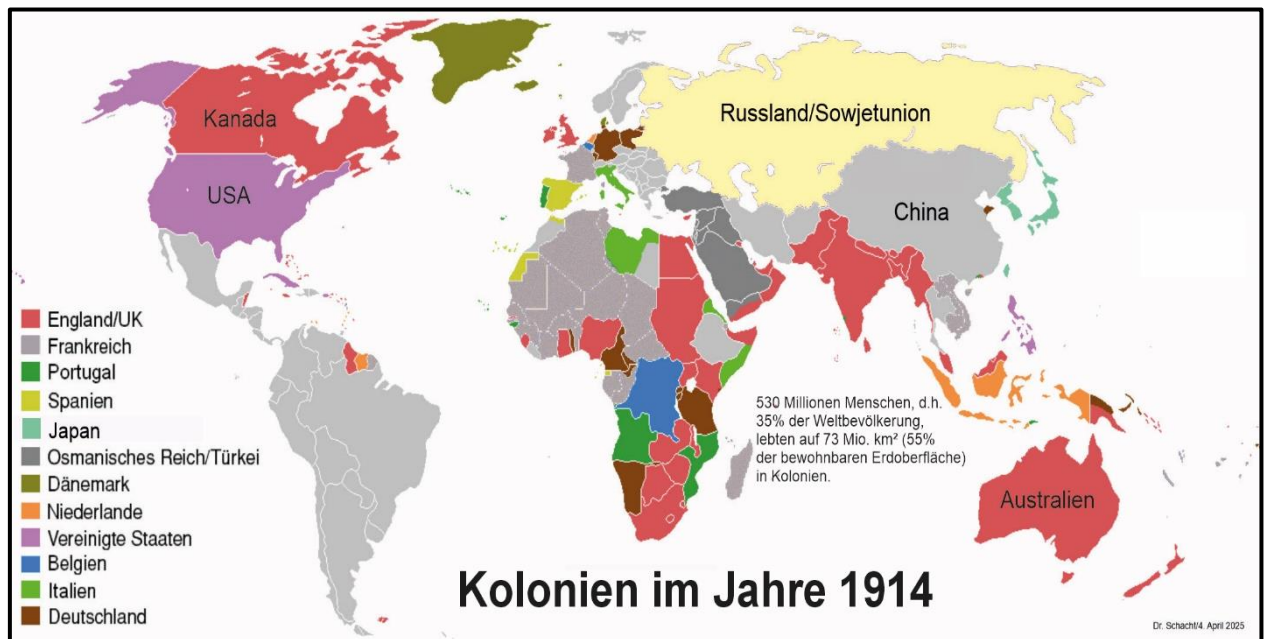 Kanada
USA
Russland/Sowjetunion
China
England/UK
Frankreich
Portugal
Spanien
Japan
Osmanisches Reich/Türkei
Dänemark
Niederlande
Vereinigte Staaten
Belgien
Italien
Deutschland
530 Millionen Menschen, d.h.
35% der Weltbevölkerung,
lebten auf 73 Mio. km² (55%
der bewohnbaren Erdoberfläche)
in Kolonien.
Australien
Kolonien im Jahre 1914
Dr. Schacht/4. April 2025